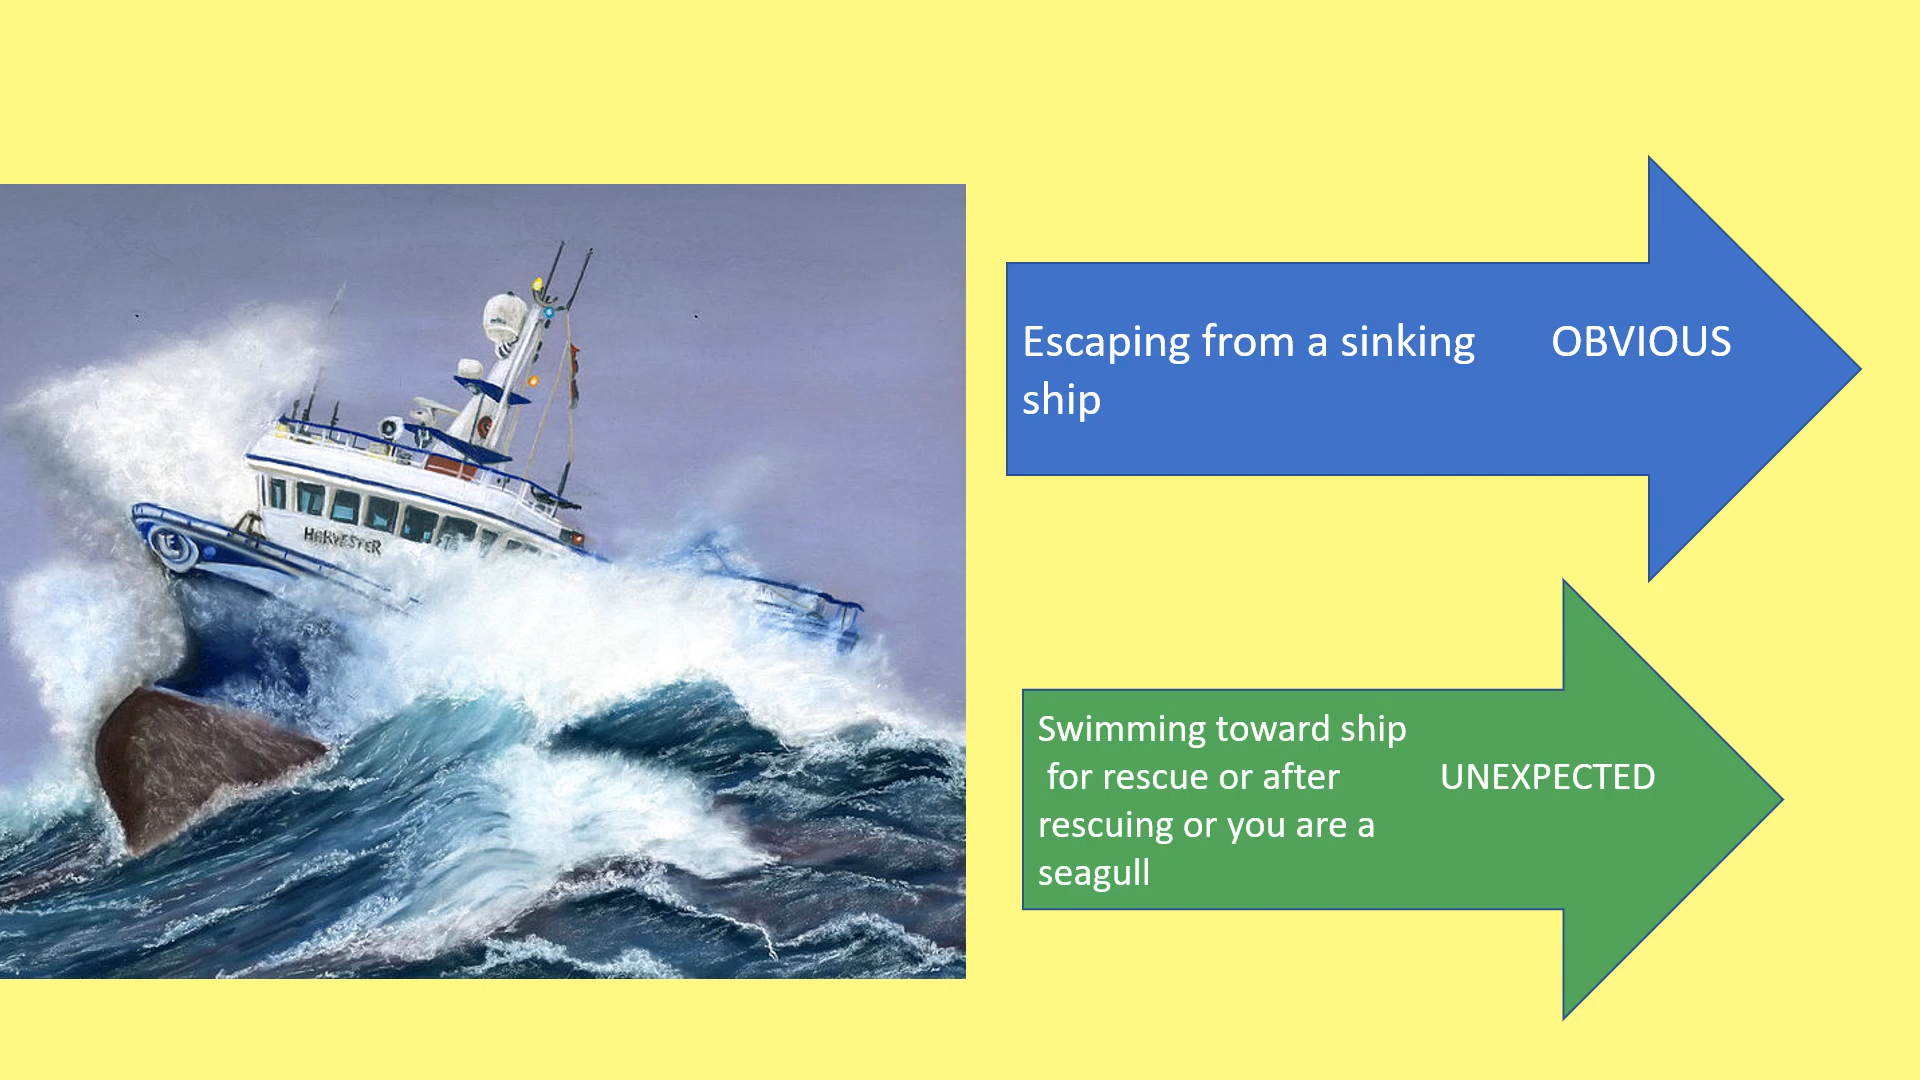 HARVESTER
Escaping from a sinking OBVIOUS
ship
Swimming toward ship
for rescue or after UNEXPECTED
rescuing or you are a
seagull